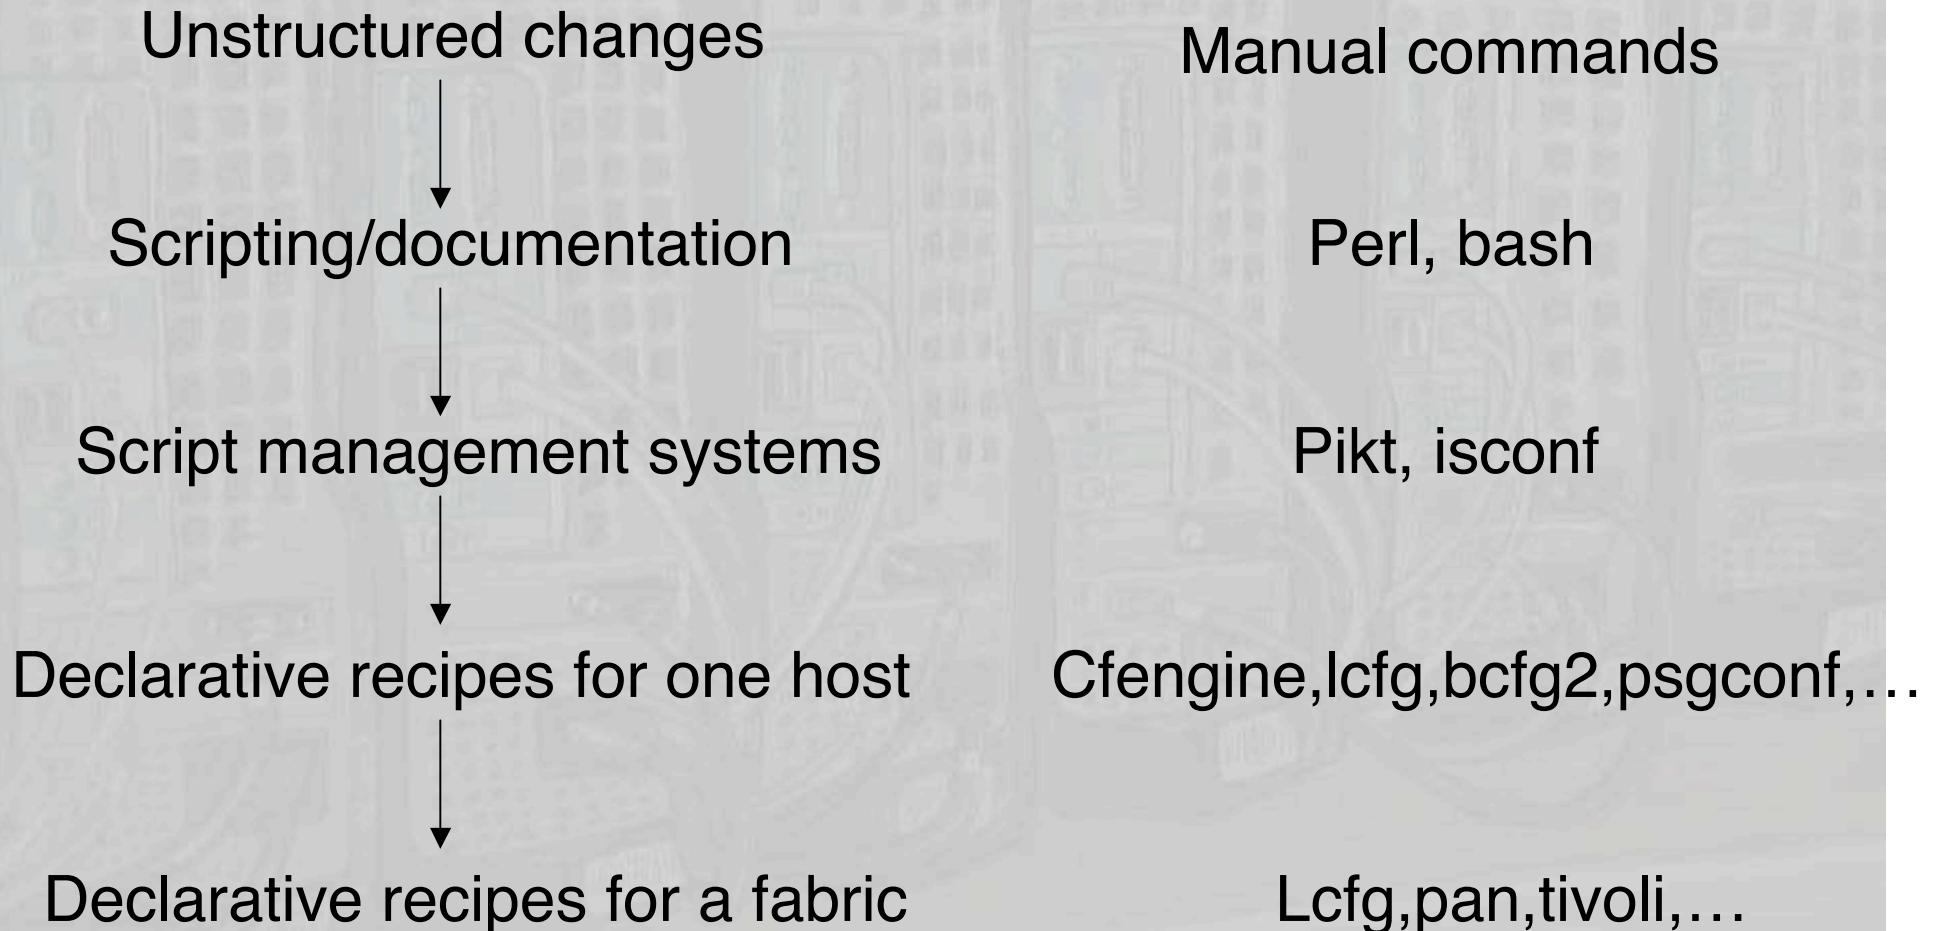 Unstructured changes
Manual commands
Scripting/documentation
Perl, bash
Script management systems
Pikt, isconf
Declarative recipes for one host
Cfengine,lcfg,bcfg2,psgconf,…
Declarative recipes for a fabric
Lcfg,pan,tivoli,…